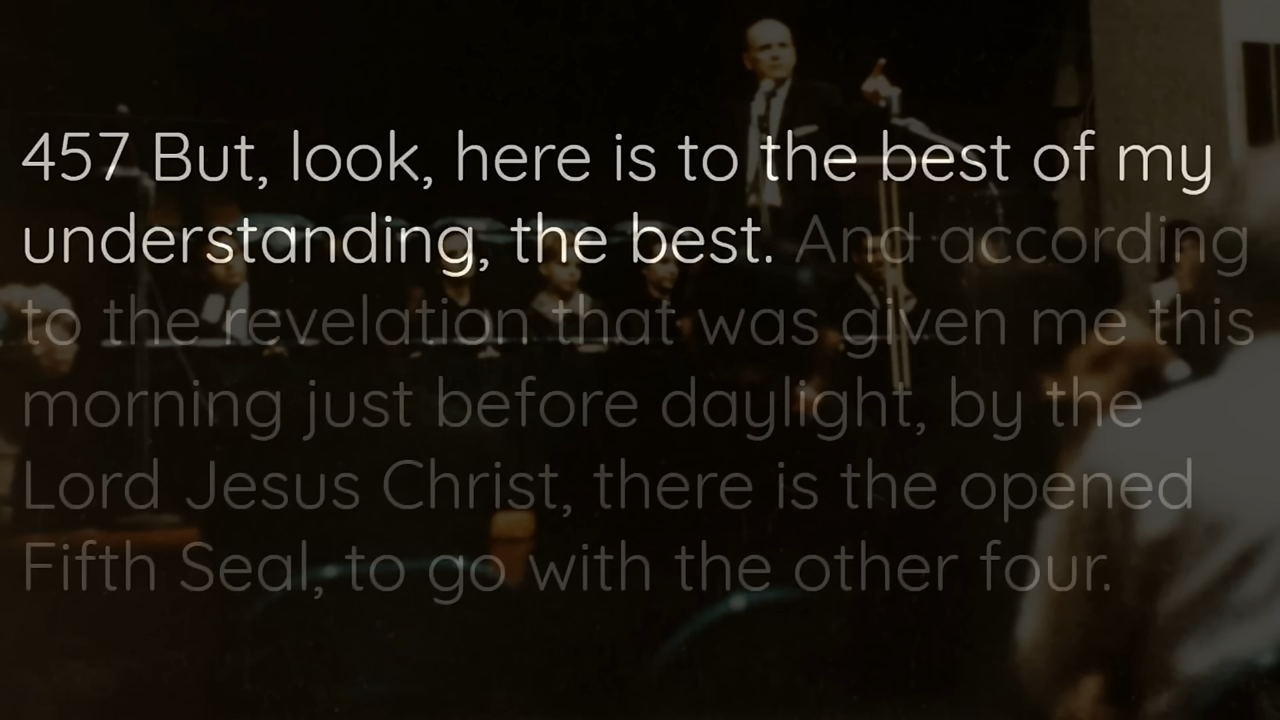 457 But, look, here is to the best of my
understanding, the best. And according
to the revelation that was given me this
morning just before daylight, by the
Lord Jesus Christ, there is the opened
Fifth Seal, to go with the other four.